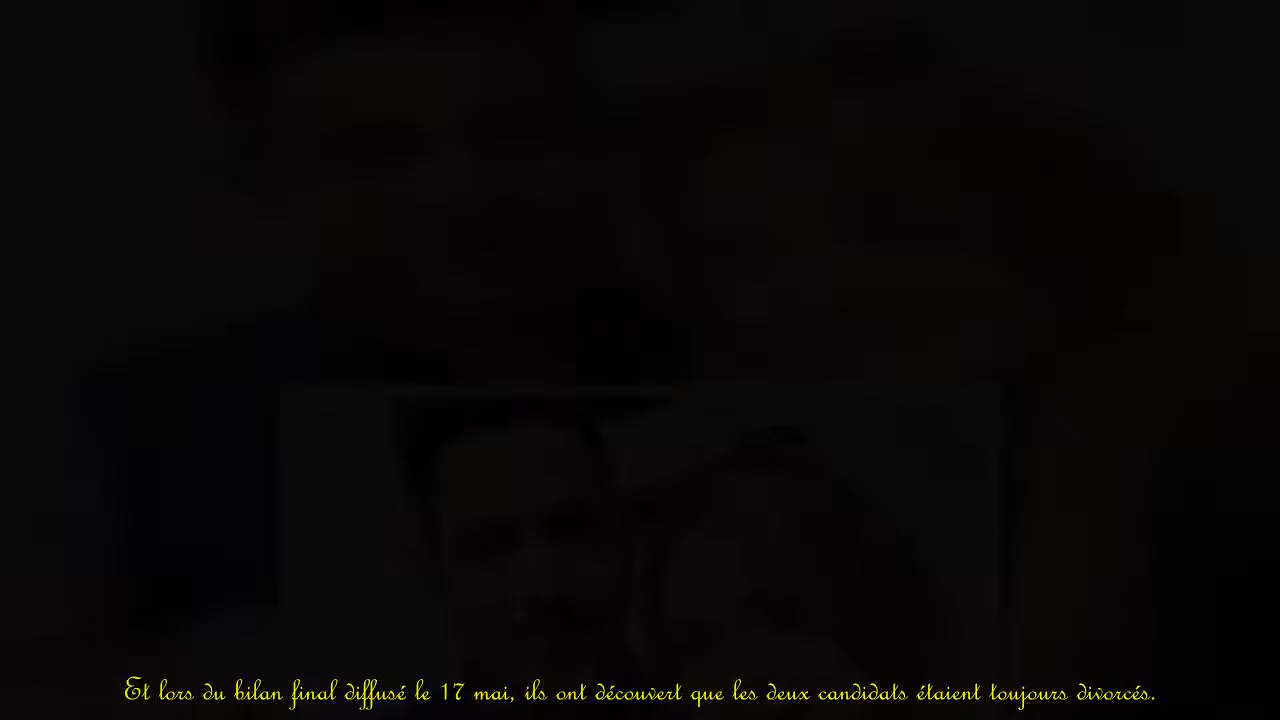 Et lors du bilan final diffusé le 17 mai, ils ont découvert que les deux candidats étaient toujours divorcés.